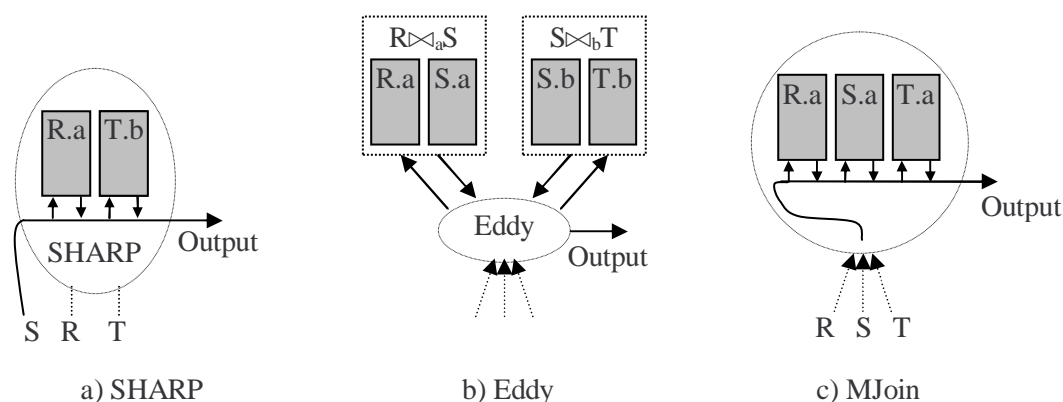 R.a T.b
Output
SHARP
S R T
a) SHARP
R⋈aS S⋈bT
R.a S.a S.b T.b
Eddy
Output
b) Eddy
R.a S.a T.a
Output
R S T
c) MJoin